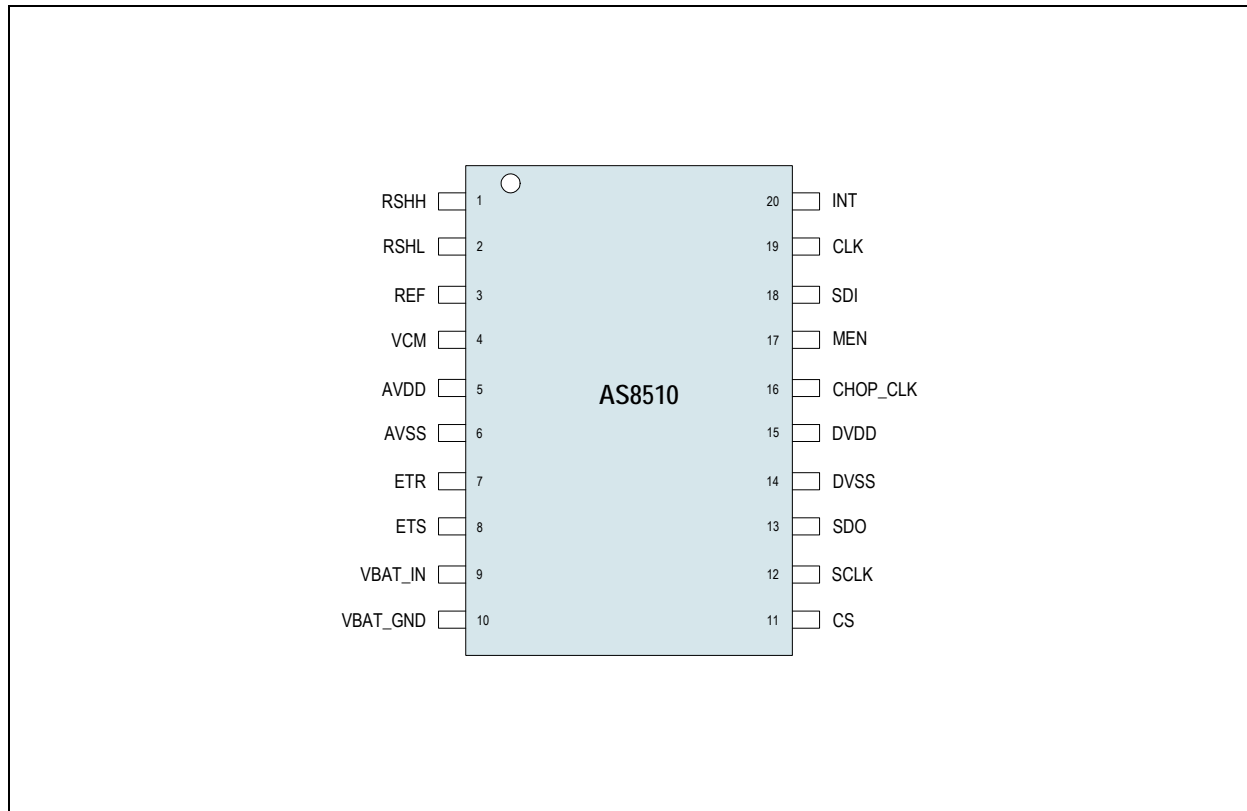 RSHH 1 20 INT
RSHL 2 19 CLK
REF 3 18 SDI
VCM 4 17 MEN
AVDD 5 AS8510 16 CHOP_CLK
AVSS 6 15 DVDD
ETR 7 14 DVSS
ETS 8 13 SDO
VBAT_IN 9 12 SCLK
VBAT_GND 10 11 CS